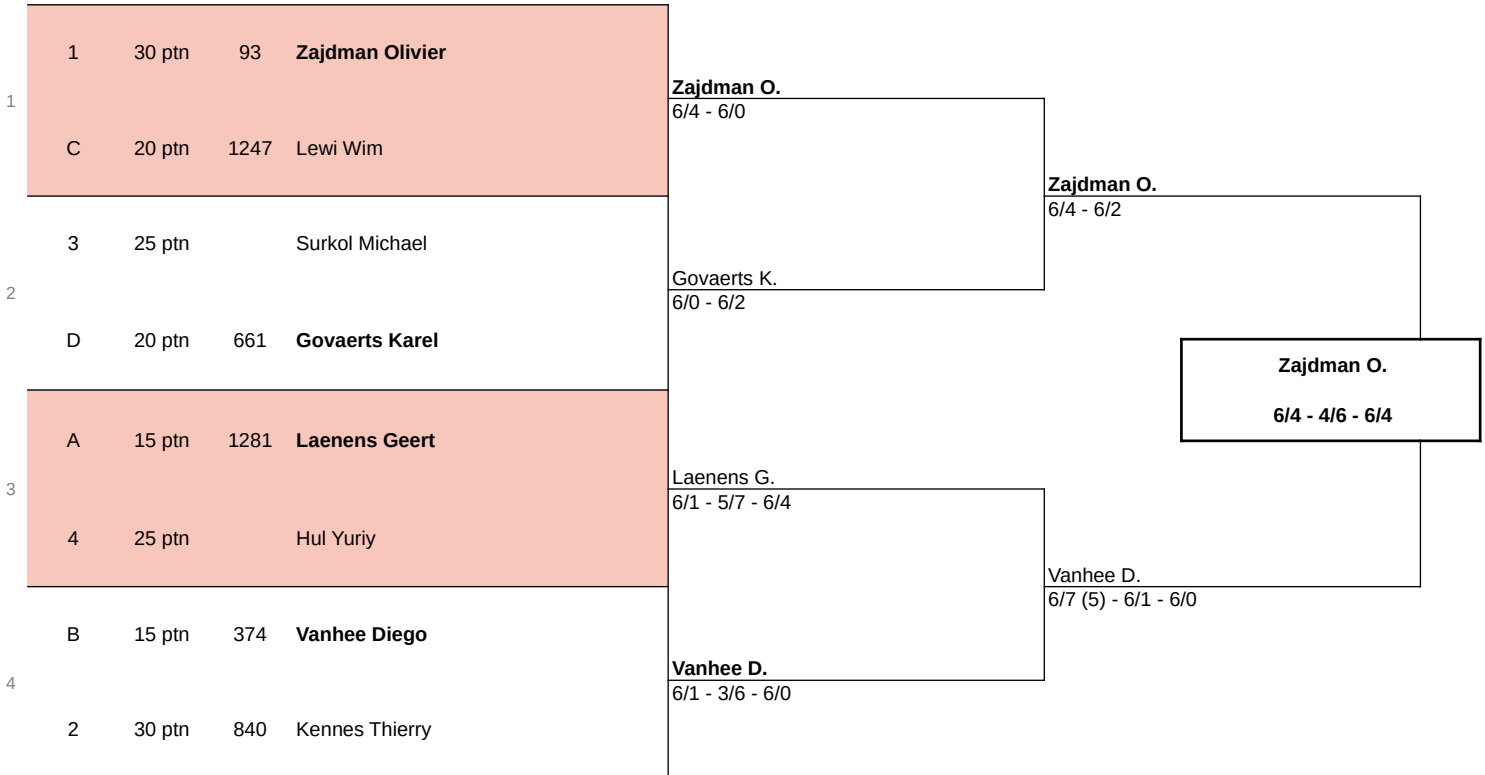 1 30 ptn 93 Zajdman Olivier
Zajdman O.
1
6/4 - 6/0
C 20 ptn 1247 Lewi Wim
Zajdman O.
6/4 - 6/2
3 25 ptn Surkol Michael
Govaerts K.
2
6/0 - 6/2
D 20 ptn 661 Govaerts Karel
Zajdman O.
6/4 - 4/6 - 6/4
A 15 ptn 1281 Laenens Geert
Laenens G.
3
6/1 - 5/7 - 6/4
4 25 ptn Hul Yuriy
Vanhee D.
6/7 (5) - 6/1 - 6/0
B 15 ptn 374 Vanhee Diego
Vanhee D.
4
6/1 - 3/6 - 6/0
2 30 ptn 840 Kennes Thierry